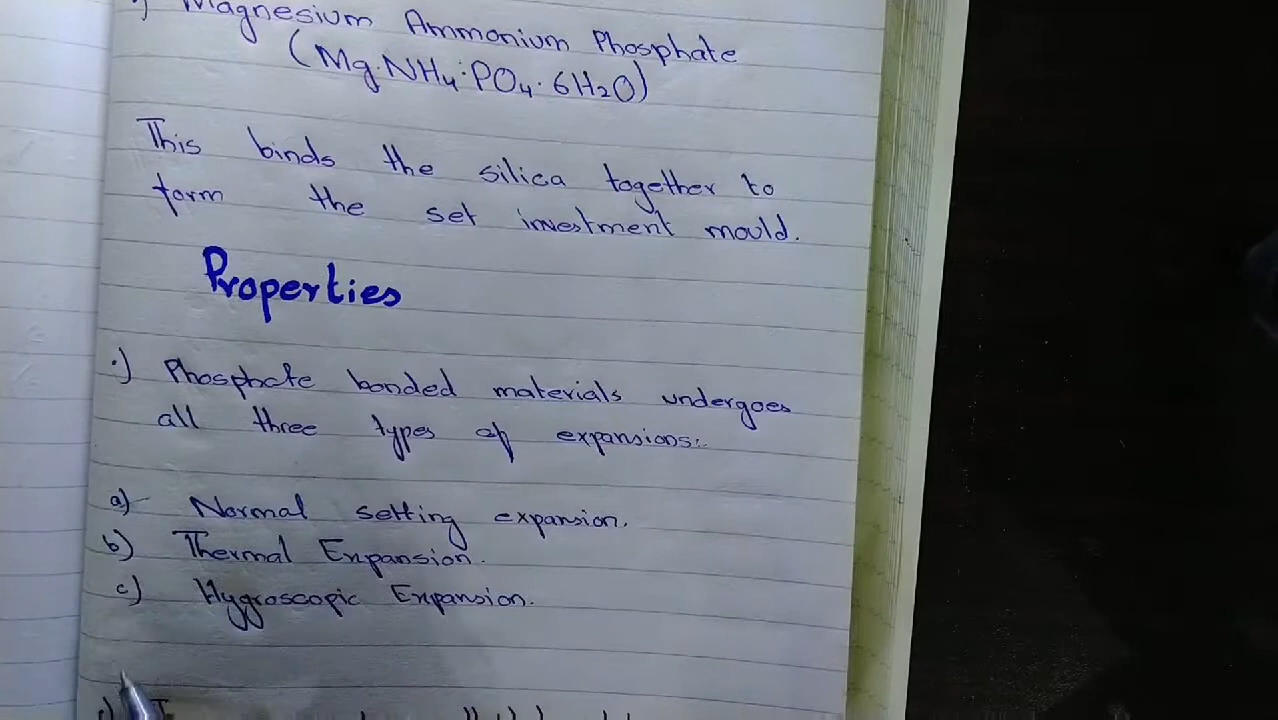 Magnesium Ammonium Phosphate
(Mg.NH4.PO4.6H2O)
This binds the silica together to
form the set investment mould.
Properties
.) Phosphate bonded materials undergoes
all three types of expansions:
a) Normal setting expansion.
b) Thermal Expansion.
c) Hygroscopic Expansion.